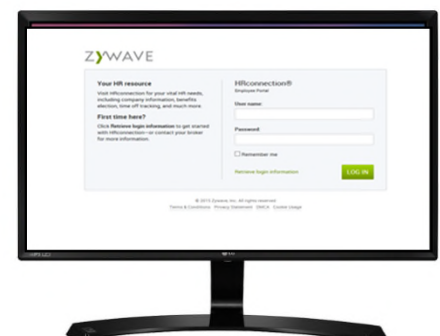 ZYWAVE
Your HR resource
Visit HRconnection for your vital HR needs,
including company information, benefits
election, time off tracking, and much more.
First time here?
Click Retrieve login information to get started
with HRconnection—or contact your broker
for more information.
HRconnection®
Employee Portal
User name:
Password:
Remember me
Retrieve login information
LOG IN
© 2015 Zywave, Inc. All rights reserved
Terms & Conditions Privacy Statement DMCA Cookie Usage